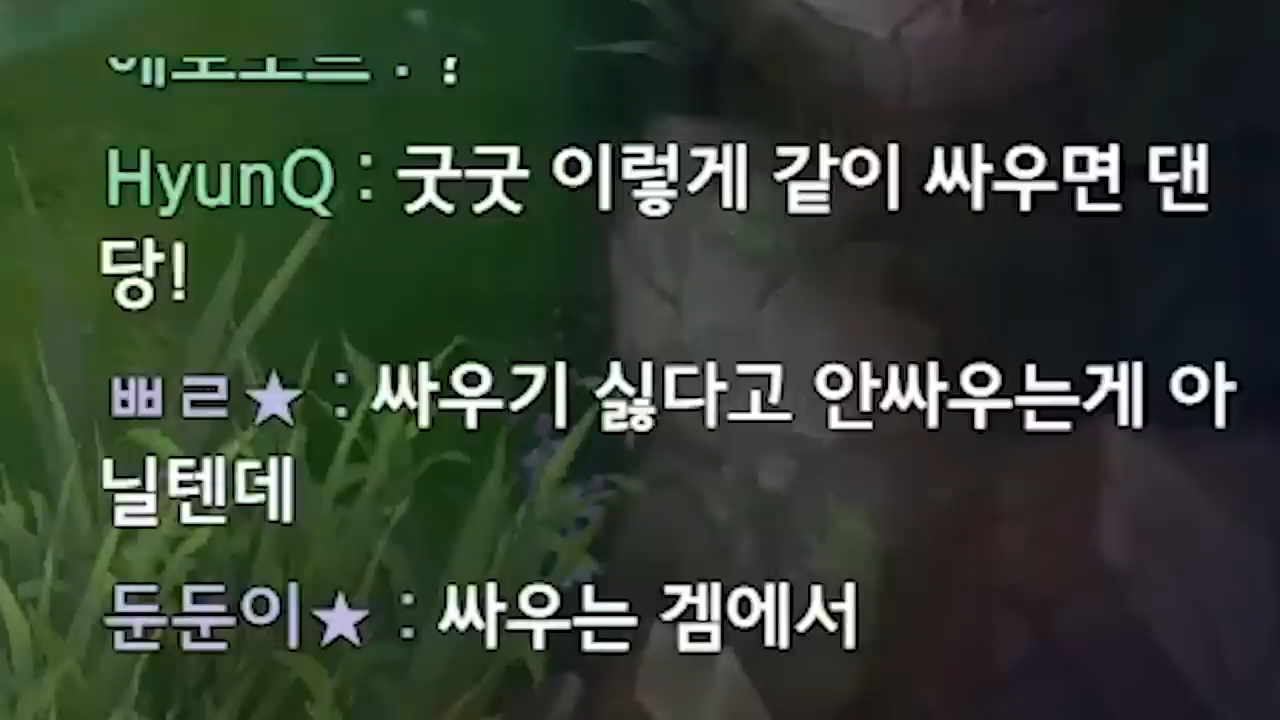 HyunQ : 굿굿 이렇게 같이 싸우면 댄
당!
ㅃㄹ★ : 싸우기 싫다고 안싸우는게 아
닐텐데
둔둔이★ : 싸우는 겜에서